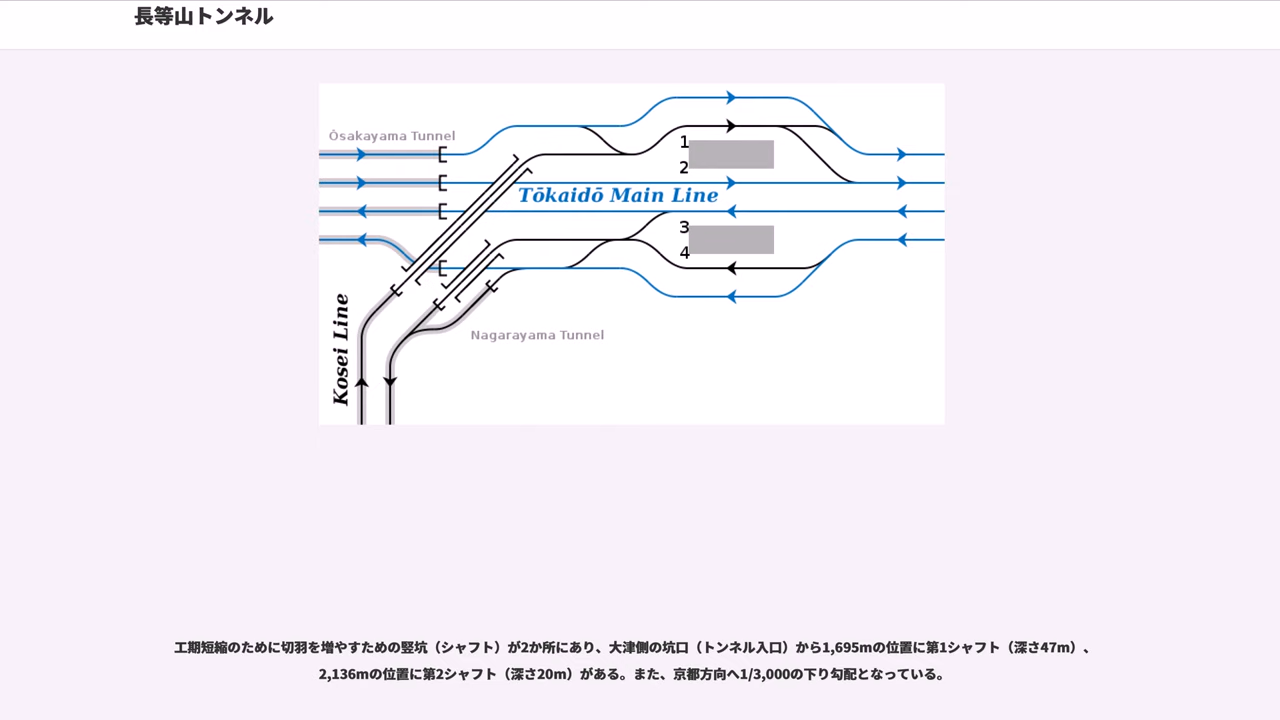 長等山トンネル
Ōsakayama Tunnel
1
2
Tōkaidō Main Line
3
4
Kosei Line
Nagarayama Tunnel
工期短縮のために切羽を増やすための竪坑（シャフト）が2か所にあり、大津側の坑口（トンネル入口）から1,695mの位置に第1シャフト（深さ47m）、
2,136mの位置に第2シャフト（深さ20m）がある。また、京都方向へ1/3,000の下り勾配となっている。